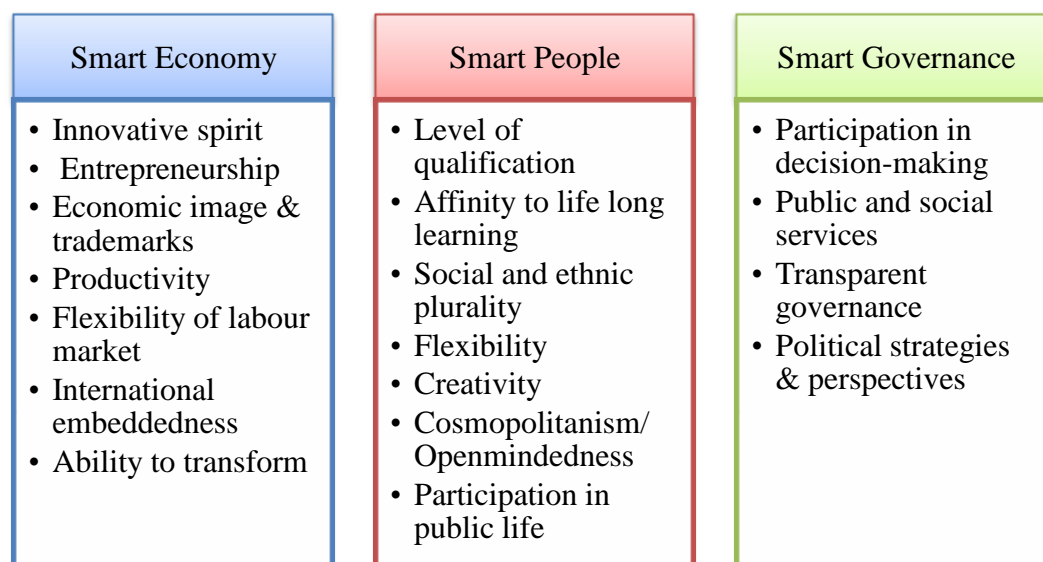 Smart Economy
• Innovative spirit
• Entrepreneurship
• Economic image &
trademarks
• Productivity
• Flexibility of labour
market
• International
embeddedness
• Ability to transform
Smart People
• Level of
qualification
• Affinity to life long
learning
• Social and ethnic
plurality
• Flexibility
• Creativity
• Cosmopolitanism/
Openmindedness
• Participation in
public life
Smart Governance
• Participation in
decision-making
• Public and social
services
• Transparent
governance
• Political strategies
& perspectives